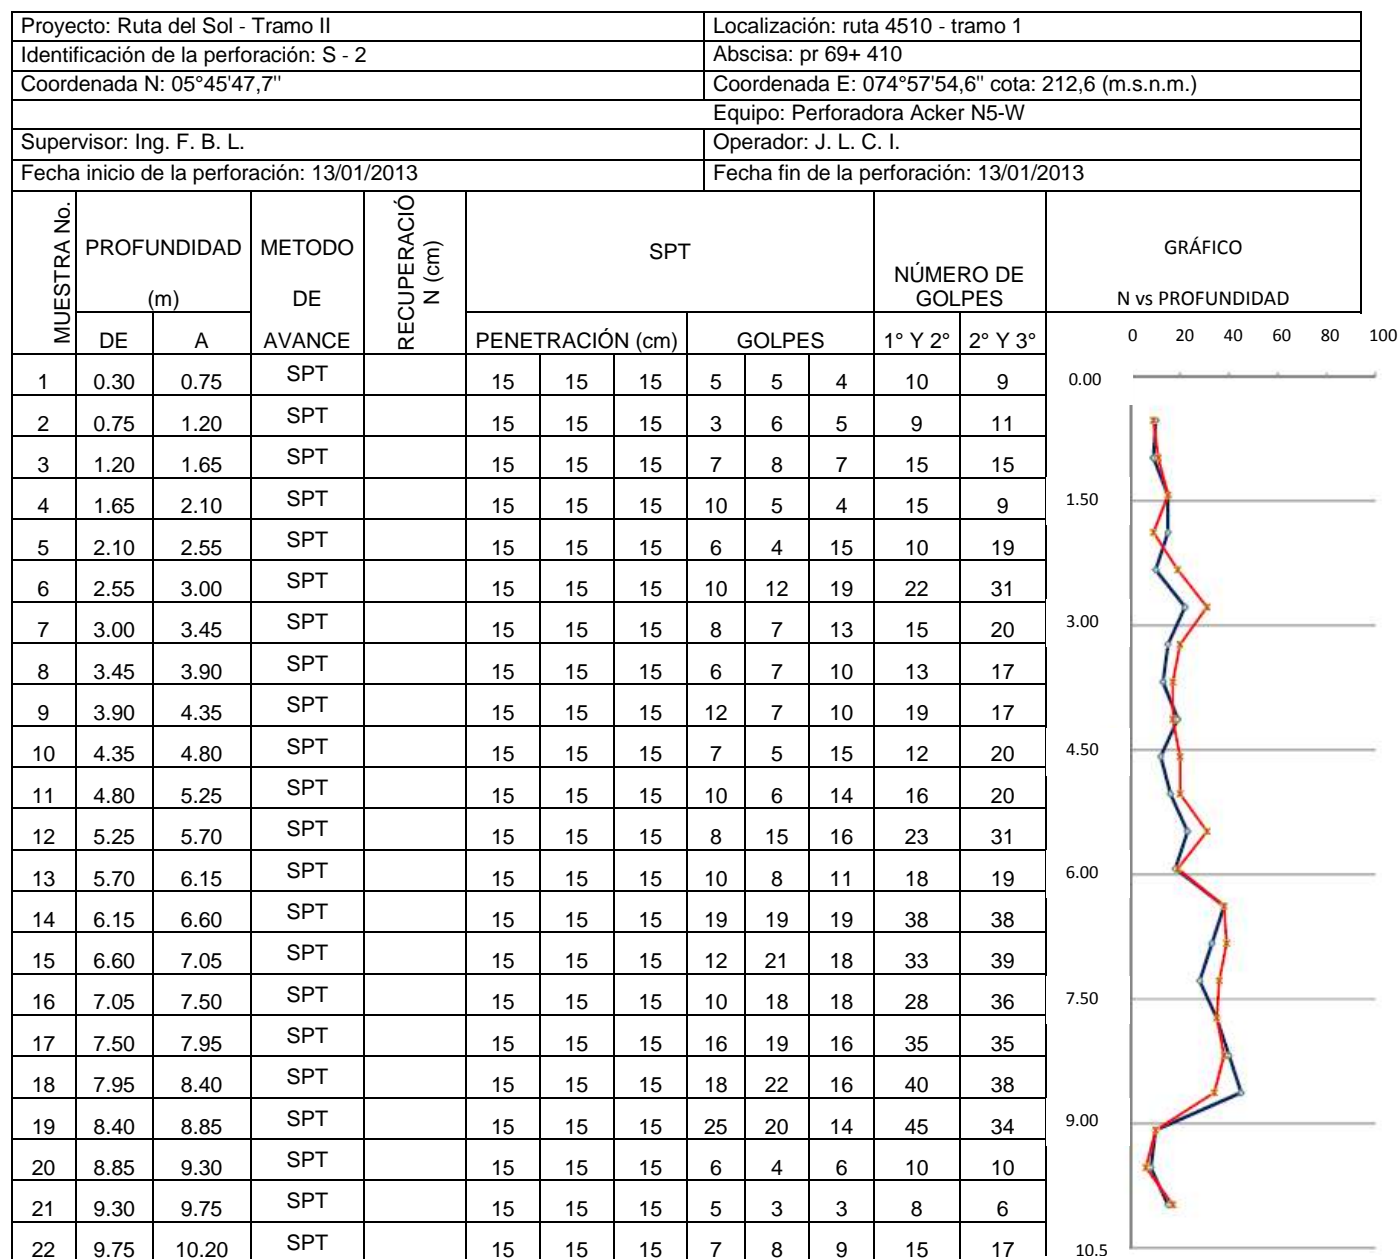 Proyecto: Ruta del Sol - Tramo II Localización: ruta 4510 - tramo 1
Identificación de la perforación: S - 2 Abscisa: pr 69+ 410
Coordenada N: 05°45'47,7" Coordenada E: 074°57'54,6" cota: 212,6 (m.s.n.m.)
Equipo: Perforadora Acker N5-W
Supervisor: Ing. F. B. L. Operador: J. L. C. I.
Fecha inicio de la perforación: 13/01/2013 Fecha fin de la perforación: 13/01/2013
MUESTRA No.
PROFUNDIDAD
(m)
METODO
DE
AVANCE
RECUPERACIÓ
N (cm)
SPT
NÚMERO DE
GOLPES
GRÁFICO
N vs PROFUNDIDAD
DE A PENETRACIÓN (cm) GOLPES 1° Y 2° 2° Y 3°
0 20 40 60 80 100
1 0.30 0.75 SPT 15 15 15 5 5 4 10 9
2 0.75 1.20 SPT 15 15 15 3 6 5 9 11
3 1.20 1.65 SPT 15 15 15 7 8 7 15 15
4 1.65 2.10 SPT 15 15 15 10 5 4 15 9
5 2.10 2.55 SPT 15 15 15 6 4 15 10 19
6 2.55 3.00 SPT 15 15 15 10 12 19 22 31
7 3.00 3.45 SPT 15 15 15 8 7 13 15 20
8 3.45 3.90 SPT 15 15 15 6 7 10 13 17
9 3.90 4.35 SPT 15 15 15 12 7 10 19 17
10 4.35 4.80 SPT 15 15 15 7 5 15 12 20
11 4.80 5.25 SPT 15 15 15 10 6 14 16 20
12 5.25 5.70 SPT 15 15 15 8 15 16 23 31
13 5.70 6.15 SPT 15 15 15 10 8 11 18 19
14 6.15 6.60 SPT 15 15 15 19 19 19 38 38
15 6.60 7.05 SPT 15 15 15 12 21 18 33 39
16 7.05 7.50 SPT 15 15 15 10 18 18 28 36
17 7.50 7.95 SPT 15 15 15 16 19 16 35 35
18 7.95 8.40 SPT 15 15 15 18 22 16 40 38
19 8.40 8.85 SPT 15 15 15 25 20 14 45 34
20 8.85 9.30 SPT 15 15 15 6 4 6 10 10
21 9.30 9.75 SPT 15 15 15 5 3 3 8 6
22 9.75 10.20 SPT 15 15 15 7 8 9 15 17
0.00
1.50
3.00
4.50
6.00
7.50
9.00
10.5